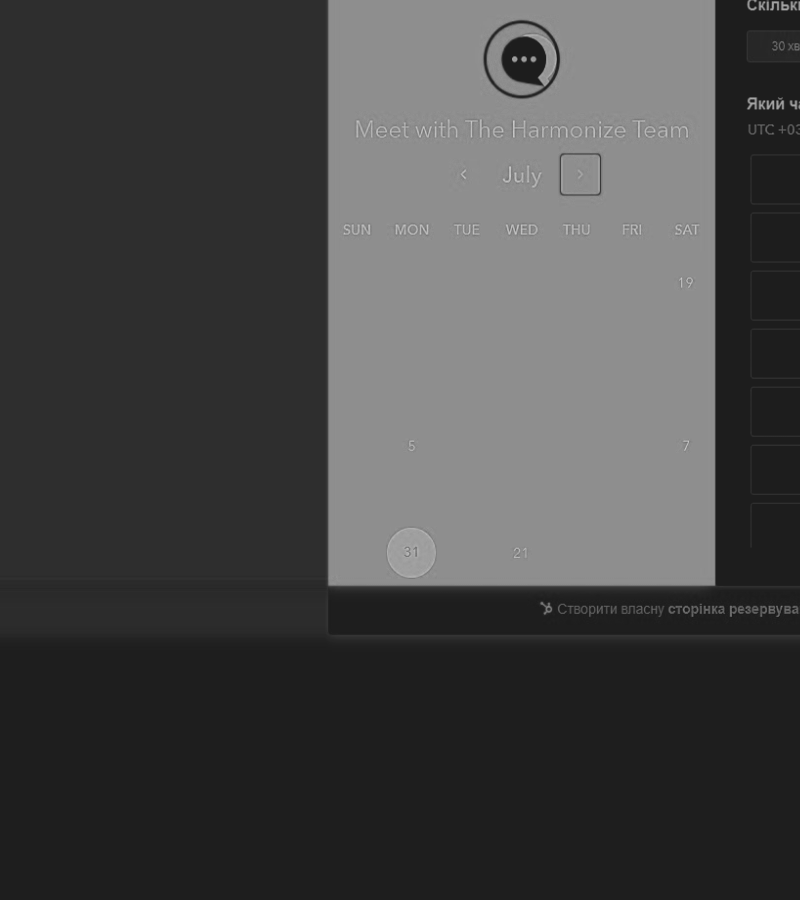 Скільк
30 хв
Meet with The Harmonize Team
Який ча
UTC +03
‹ July ›
SUN MON TUE WED THU FRI SAT
19
5 7
31 21
Створити власну сторінка резервува